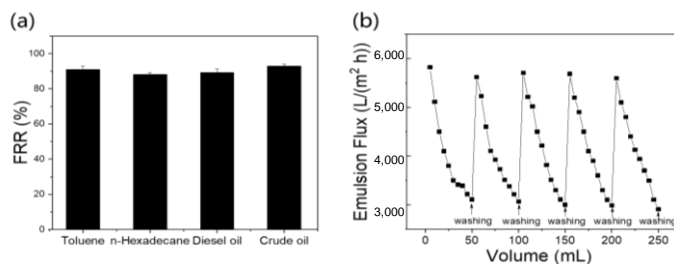 (a)
100
80
60
40
20
0
FRR (%)
Toluene n-Hexadecane Diesel oil Crude oil
(b)
6,000
5,000
4,000
3,000
Emulsion Flux (L/(m² h))
washing washing washing washing washing
0 50 100 150 200 250
Volume (mL)